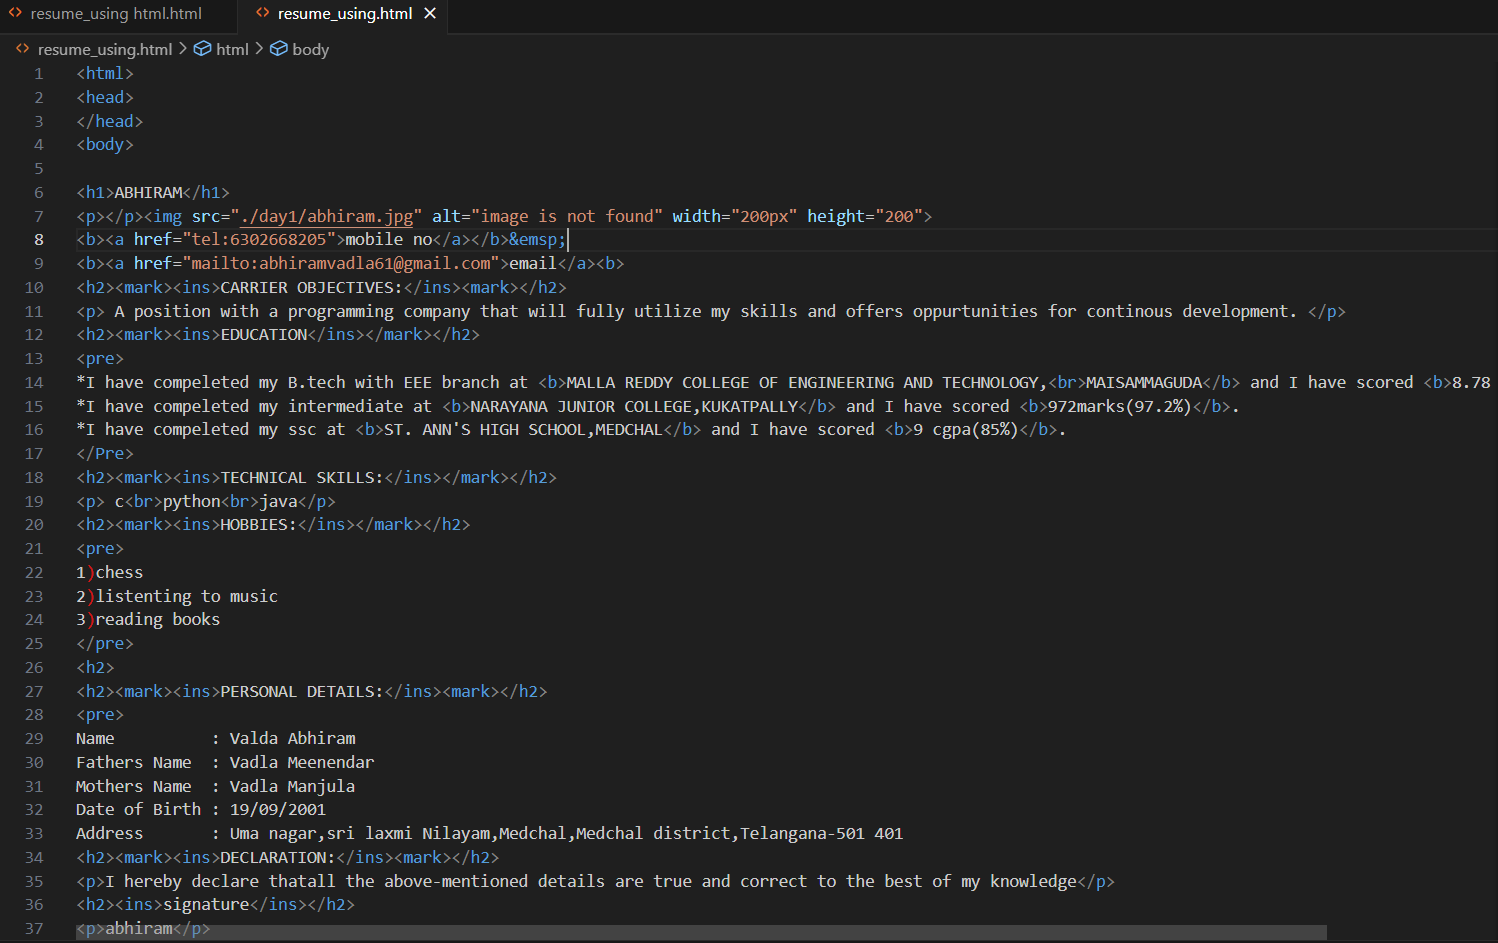 resume_using html.html resume_using.html
resume_using.html > html > body
1 <html>
2 <head>
3 </head>
4 <body>
5
6 <h1>ABHIRAM</h1>
7 <p></p><img src="./day1/abhiram.jpg" alt="image is not found" width="200px" height="200">
8 <b><a href="tel:6302668205">mobile no</a></b>&emsp;
9 <b><a href="mailto:abhiramvadla61@gmail.com">email</a><b>
10 <h2><mark><ins>CARRIER OBJECTIVES:</ins><mark></h2>
11 <p> A position with a programming company that will fully utilize my skills and offers oppurtunities for continous development. </p>
12 <h2><mark><ins>EDUCATION</ins></mark></h2>
13 <pre>
14 *I have compeleted my B.tech with EEE branch at <b>MALLA REDDY COLLEGE OF ENGINEERING AND TECHNOLOGY,<br>MAISAMMAGUDA</b> and I have scored <b>8.78
15 *I have compeleted my intermediate at <b>NARAYANA JUNIOR COLLEGE,KUKATPALLY</b> and I have scored <b>972marks(97.2%)</b>.
16 *I have compeleted my ssc at <b>ST. ANN'S HIGH SCHOOL,MEDCHAL</b> and I have scored <b>9 cgpa(85%)</b>.
17 </Pre>
18 <h2><mark><ins>TECHNICAL SKILLS:</ins></mark></h2>
19 <p> c<br>python<br>java</p>
20 <h2><mark><ins>HOBBIES:</ins></mark></h2>
21 <pre>
22 1)chess
23 2)listenting to music
24 3)reading books
25 </pre>
26 <h2>
27 <h2><mark><ins>PERSONAL DETAILS:</ins><mark></h2>
28 <pre>
29 Name          : Valda Abhiram
30 Fathers Name  : Vadla Meenendar
31 Mothers Name  : Vadla Manjula
32 Date of Birth : 19/09/2001
33 Address       : Uma nagar,sri laxmi Nilayam,Medchal,Medchal district,Telangana-501 401
34 <h2><mark><ins>DECLARATION:</ins><mark></h2>
35 <p>I hereby declare thatall the above-mentioned details are true and correct to the best of my knowledge</p>
36 <h2><ins>signature</ins></h2>
37 <p>abhiram</p>